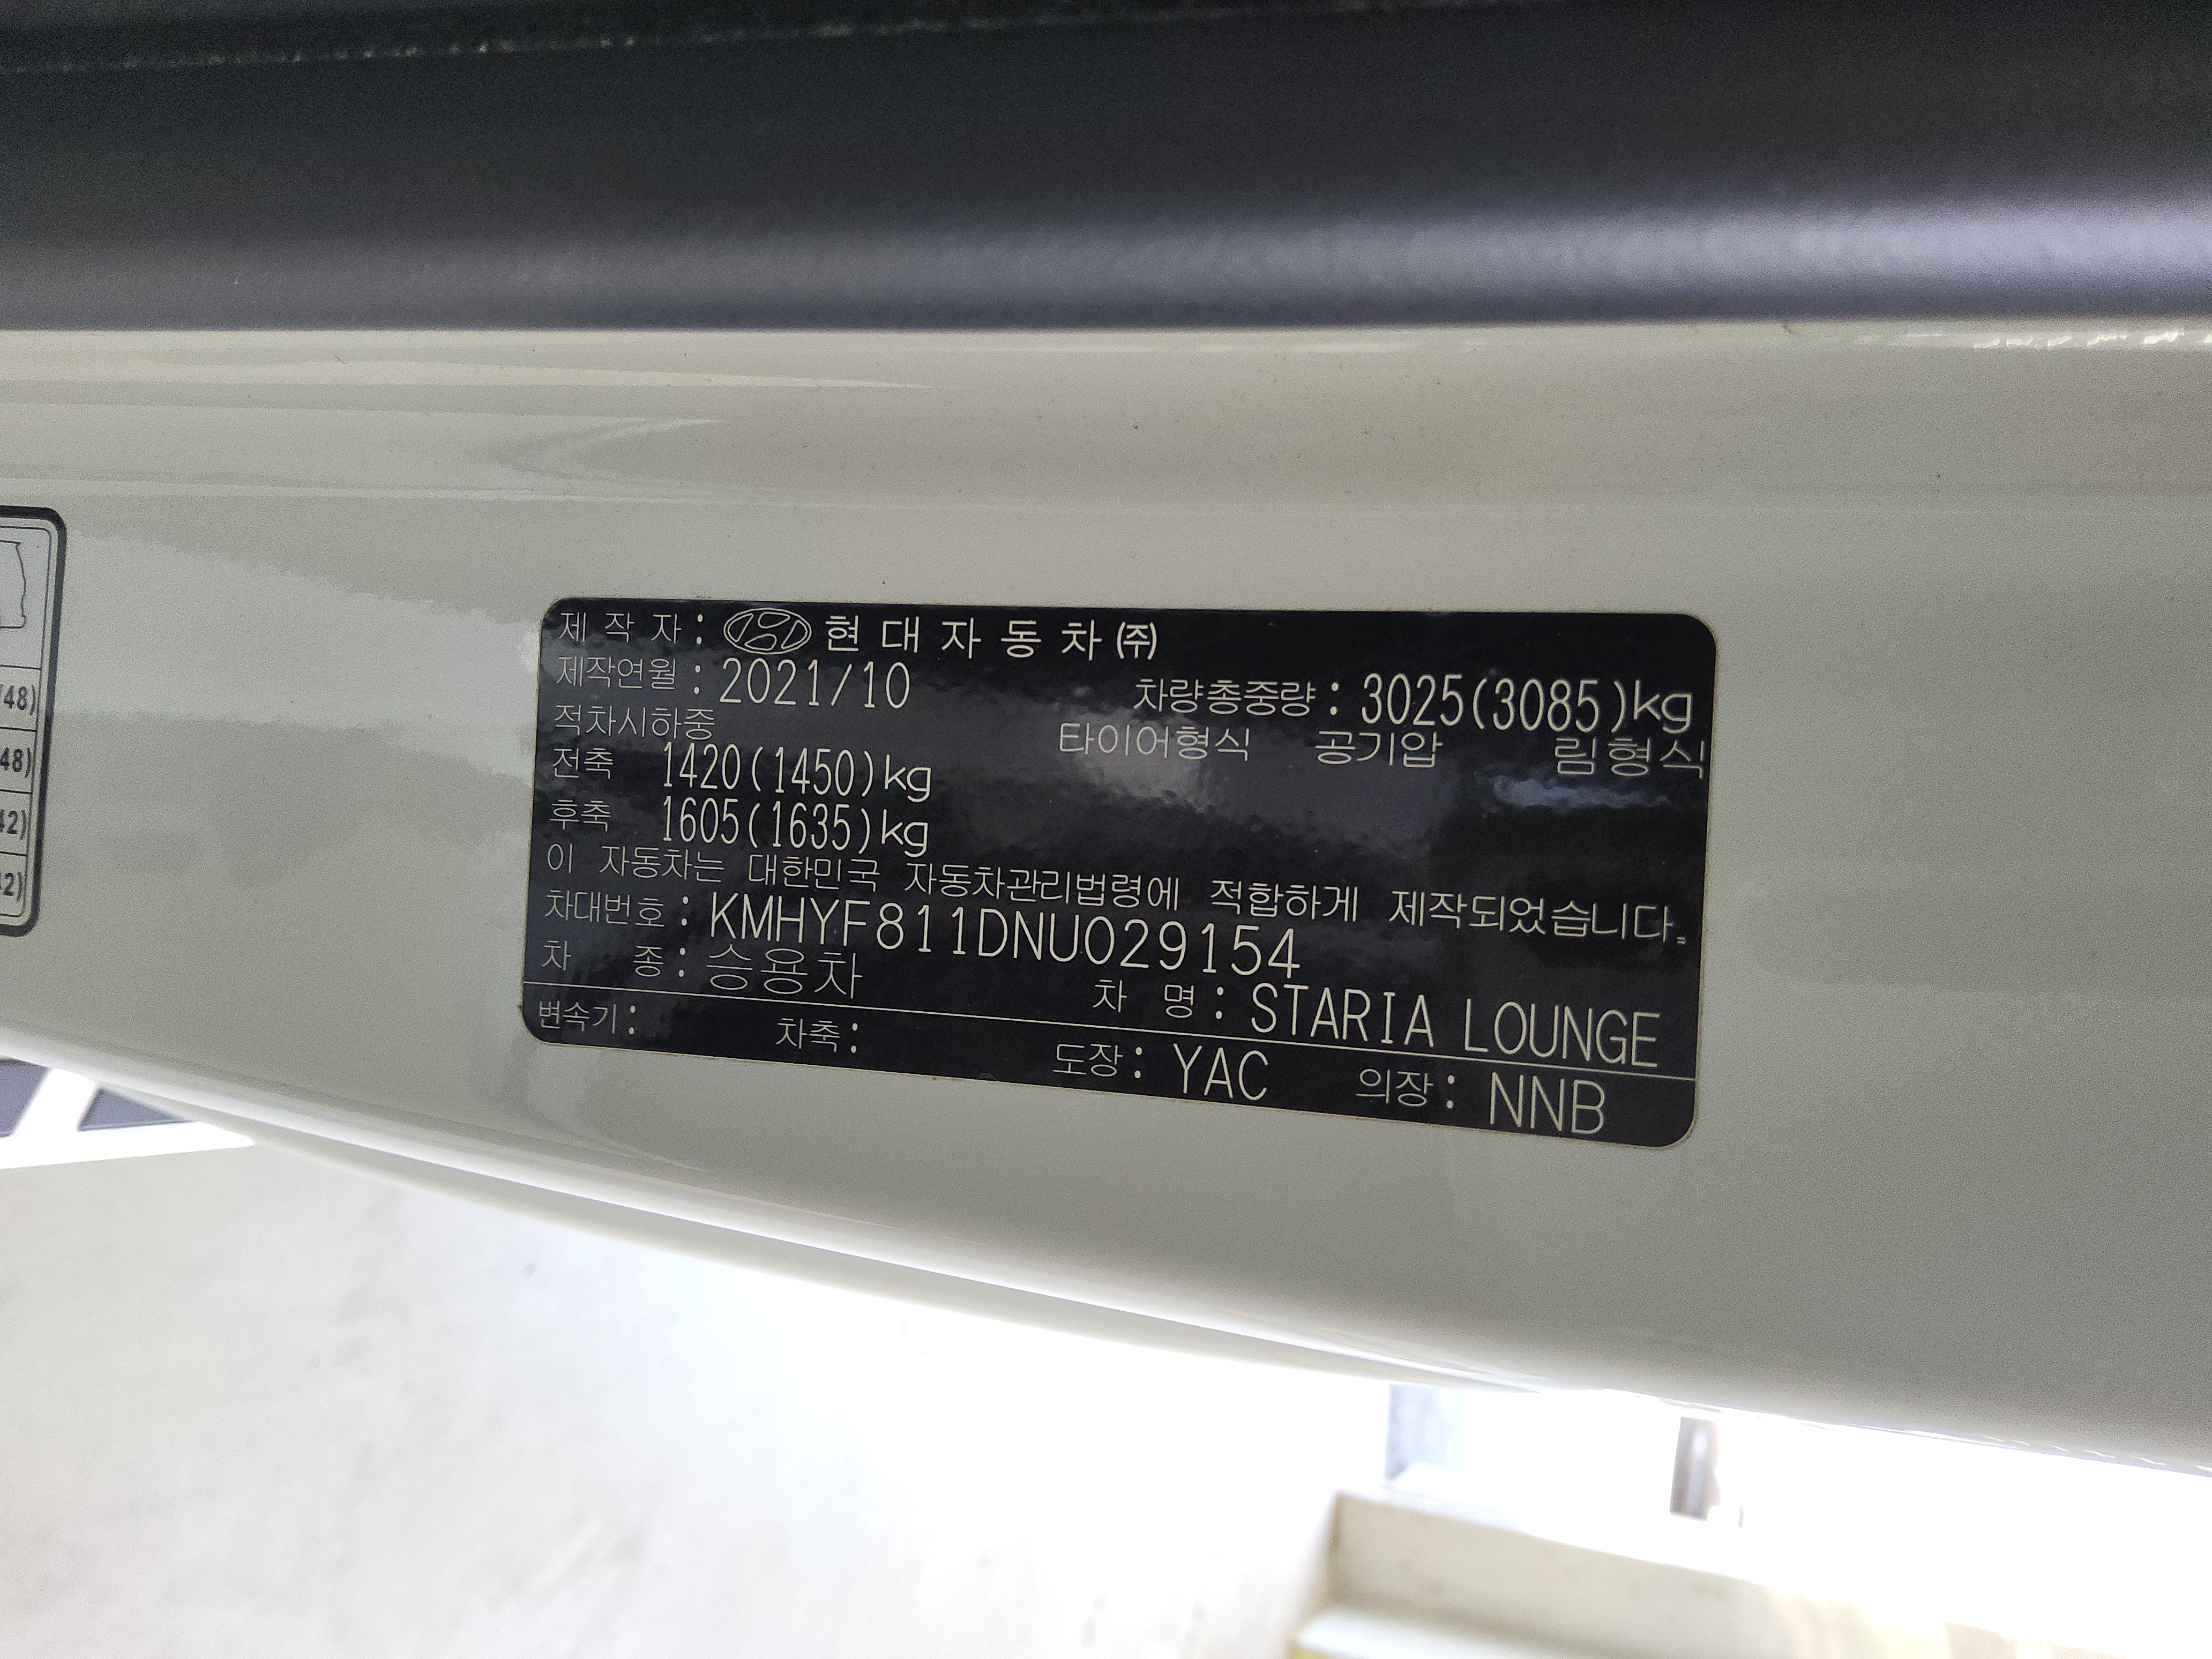 제 작 자 : 현 대 자 동 차 ㈜
제작연월 : 2021/10 차량총중량 : 3025(3085)kg
적차시하중 타이어형식 공기압 림형식
전축 1420(1450)kg
후축 1605(1635)kg
이 자동차는 대한민국 자동차관리법령에 적합하게 제작되었습니다.
차대번호 : KMHYF811DNU029154
차 종 : 승용차 차 명 : STARIA LOUNGE
변속기 : 차축 : 도장 : YAC 의장 : NNB
48)
48)
42)
2)